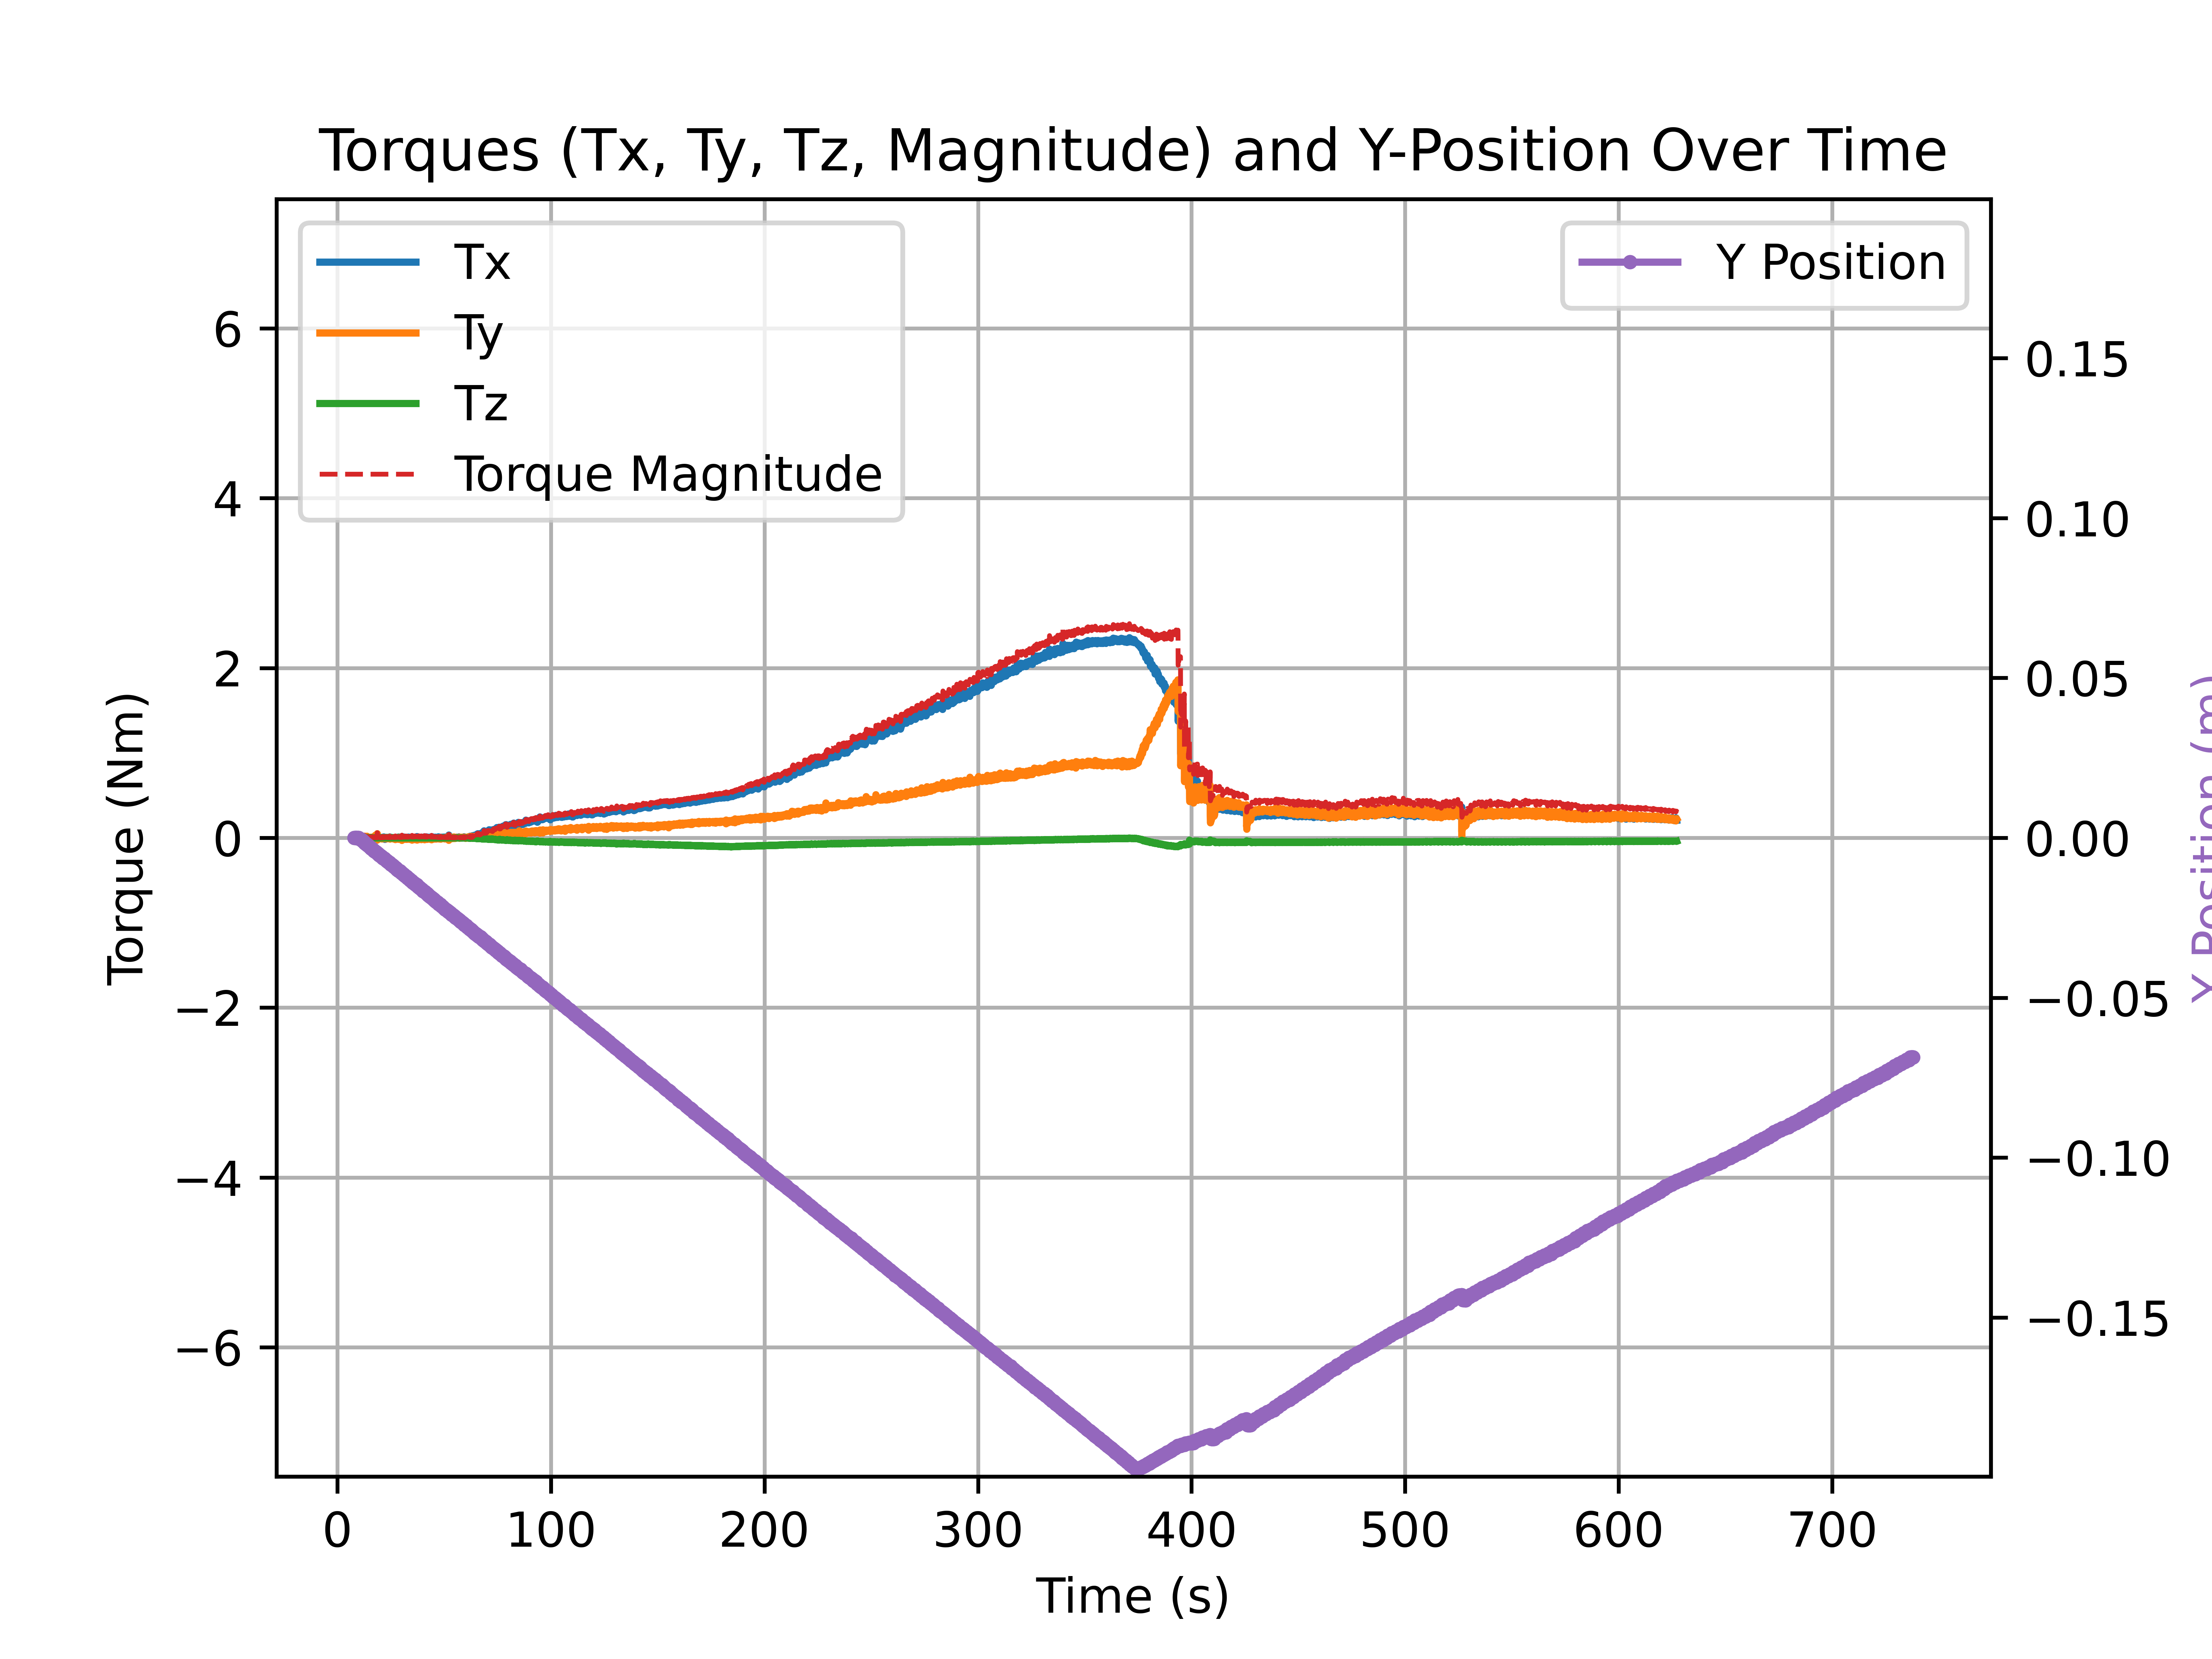 Torques (Tx, Ty, Tz, Magnitude) and Y-Position Over Time
Tx
Ty
Tz
Torque Magnitude
Y Position
6
4
2
0
−2
−4
−6
Torque (Nm)
0.15
0.10
0.05
0.00
−0.05
−0.10
−0.15
Y Position (m)
0 100 200 300 400 500 600 700
Time (s)